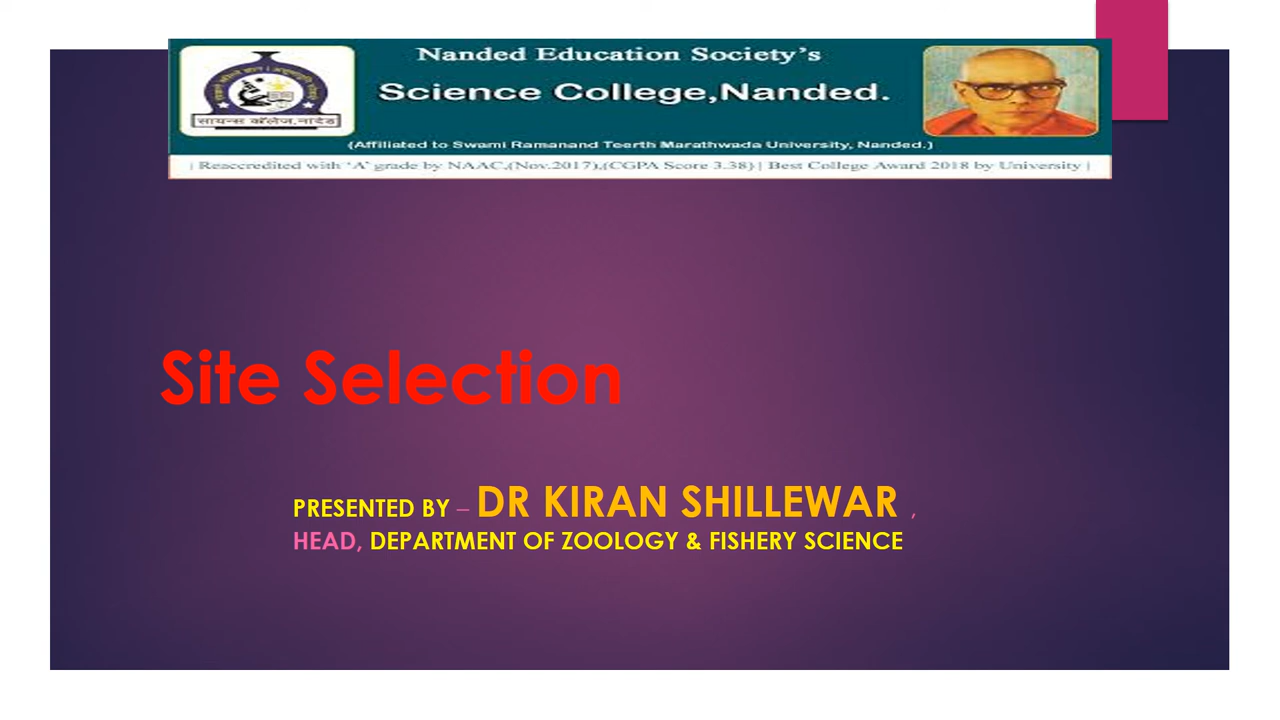 Nanded Education Society's
Science College,Nanded.
सायन्स कॉलेज,नांदेड
(Affiliated to Swami Ramanand Teerth Marathwada University, Nanded.)
| Reaccredited with 'A' grade by NAAC,(Nov.2017),(CGPA Score 3.38) | Best College Award 2018 by University |
Site Selection
PRESENTED BY – DR KIRAN SHILLEWAR ,
HEAD, DEPARTMENT OF ZOOLOGY & FISHERY SCIENCE